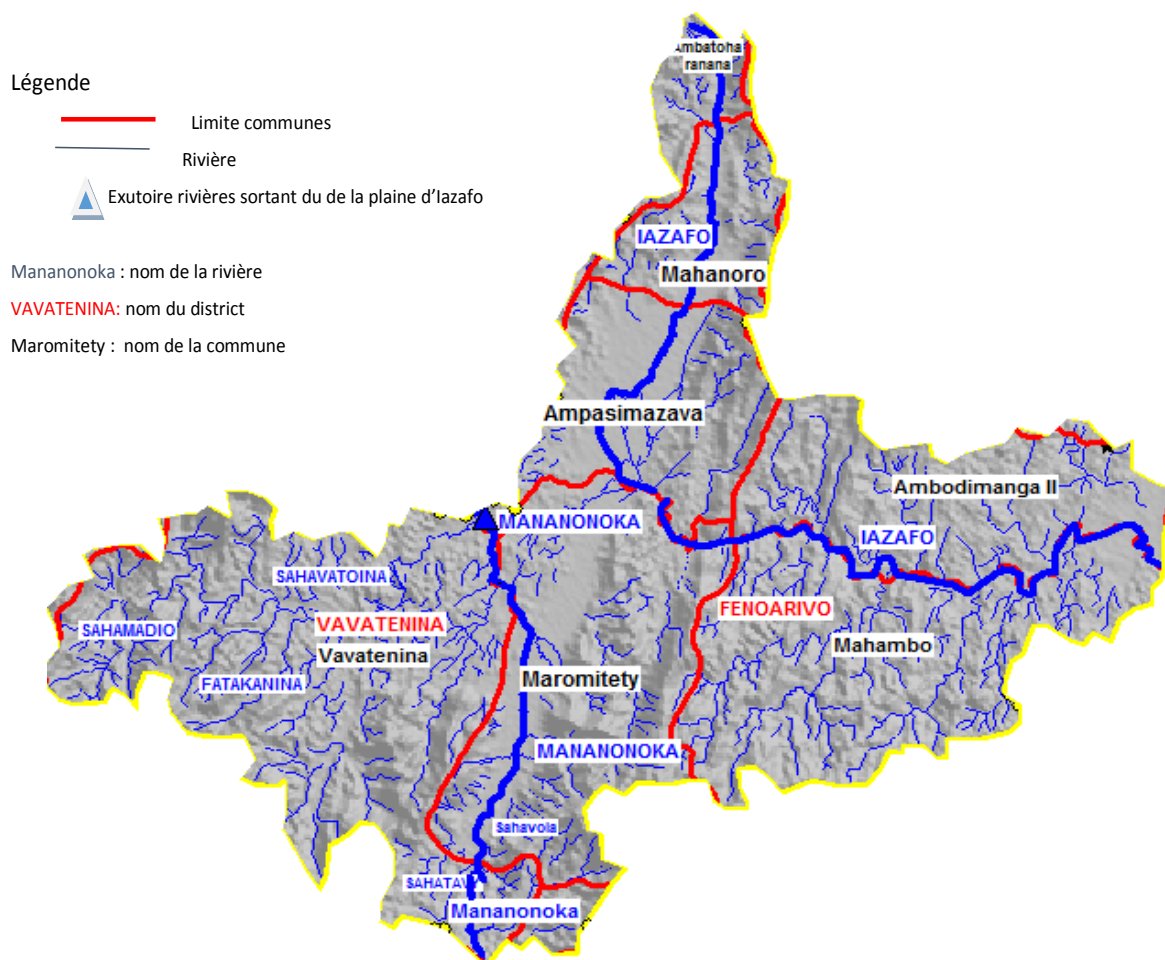 Ambatoha
ranana
Légende
Limite communes
Rivière
Exutoire rivières sortant du de la plaine d'Iazafo
IAZAFO
Mahanoro
Mananonoka : nom de la rivière
VAVATENINA: nom du district
Maromitety : nom de la commune
Ampasimazava
Ambodimanga II
MANANONOKA
IAZAFO
SAHAVATOINA
FENOARIVO
VAVATENINA
SAHAMADIO
Vavatenina
Mahambo
FATAKANINA
Maromitety
MANANONOKA
Sahavola
SAHATAV
Mananonoka